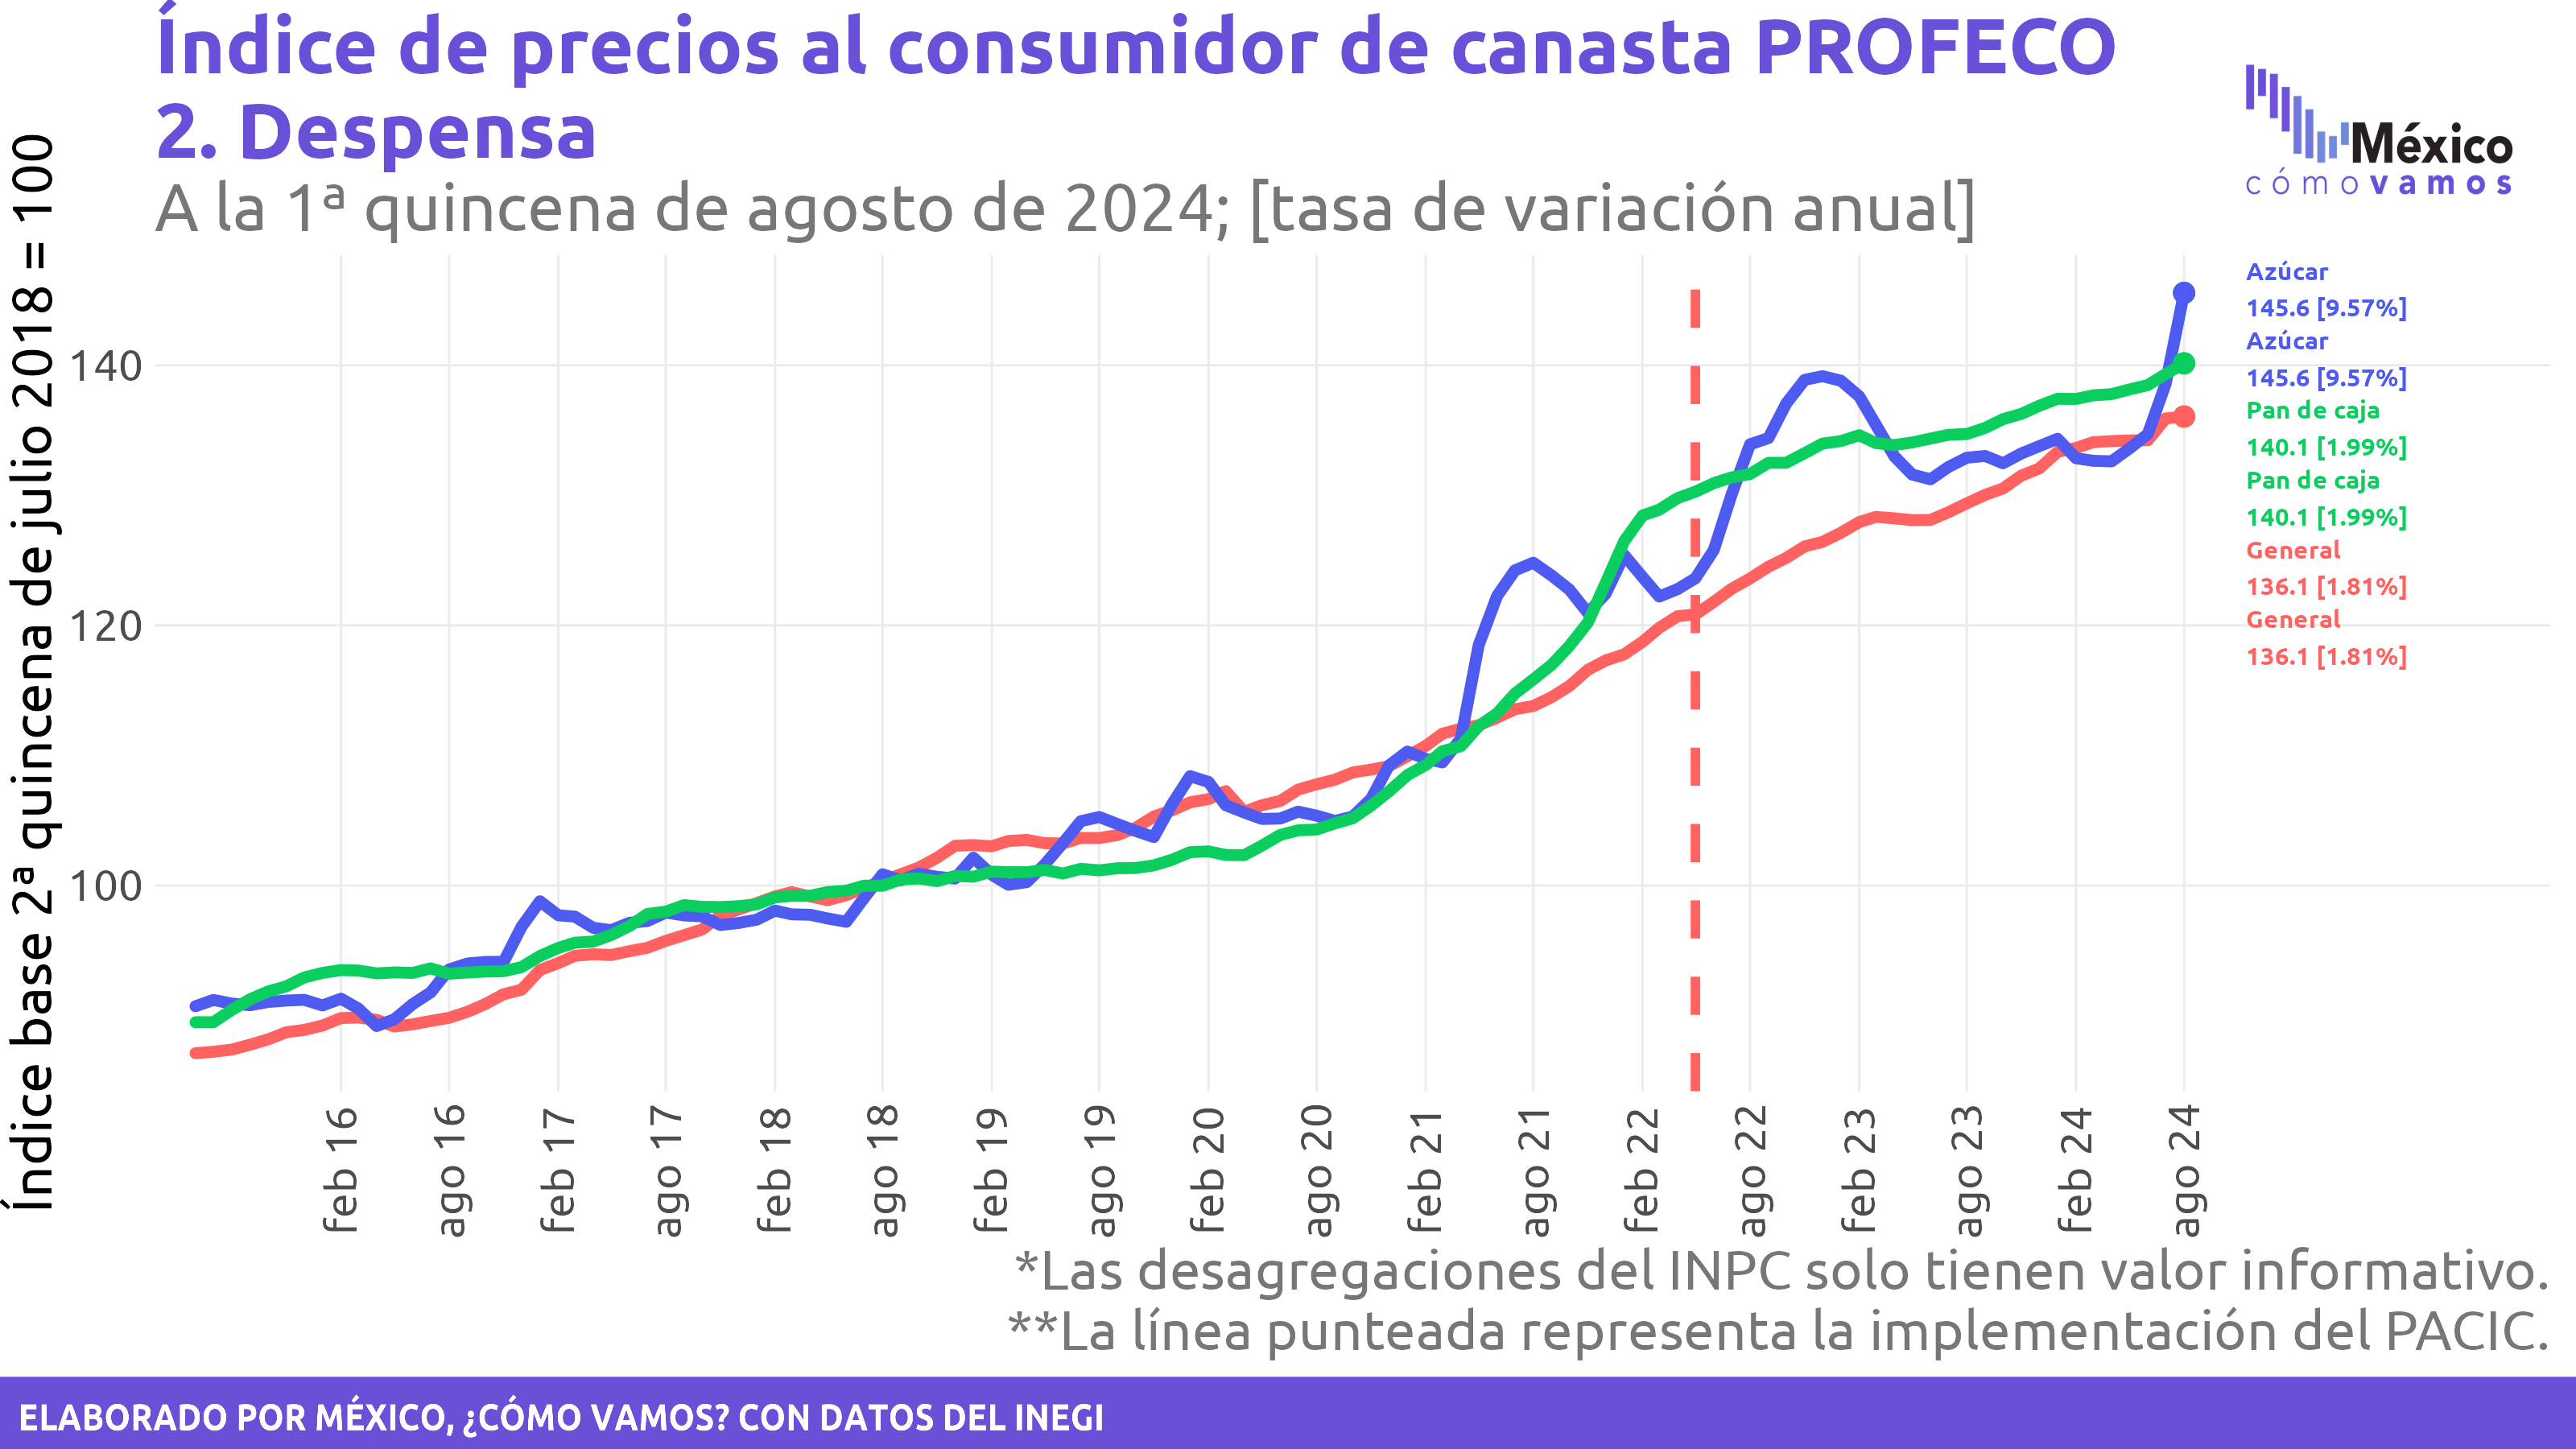 Índice de precios al consumidor de canasta PROFECO
2. Despensa
A la 1ª quincena de agosto de 2024; [tasa de variación anual]
México
cómo vamos
Índice base 2ª quincena de julio 2018 = 100
140
120
100
Azúcar
145.6 [9.57%]
Azúcar
145.6 [9.57%]
Pan de caja
140.1 [1.99%]
Pan de caja
140.1 [1.99%]
General
136.1 [1.81%]
General
136.1 [1.81%]
feb 16
ago 16
feb 17
ago 17
feb 18
ago 18
feb 19
ago 19
feb 20
ago 20
feb 21
ago 21
feb 22
ago 22
feb 23
ago 23
feb 24
ago 24
*Las desagregaciones del INPC solo tienen valor informativo.
**La línea punteada representa la implementación del PACIC.
ELABORADO POR MÉXICO, ¿CÓMO VAMOS? CON DATOS DEL INEGI